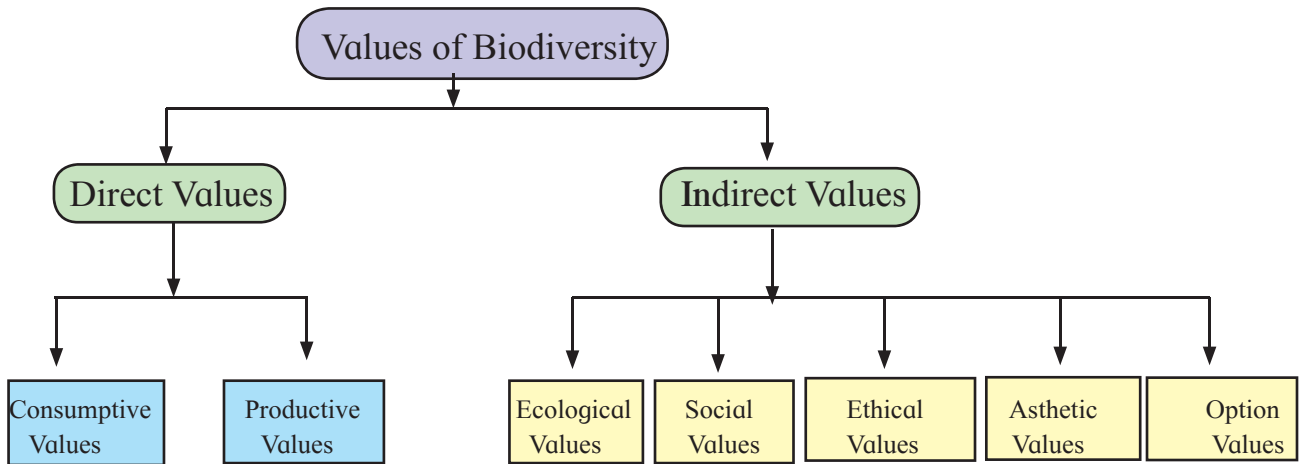 Values of Biodiversity
Direct Values
Indirect Values
Consumptive
Values
Productive
Values
Ecological
Values
Social
Values
Ethical
Values
Asthetic
Values
Option
Values